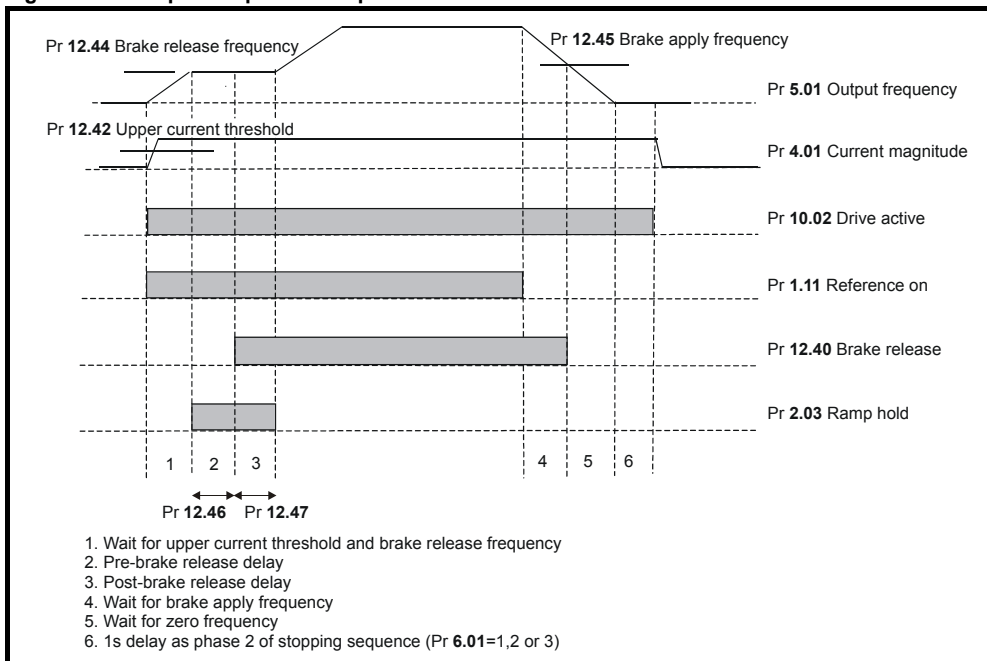 Pr 12.44 Brake release frequency
Pr 12.45 Brake apply frequency
Pr 5.01 Output frequency
Pr 12.42 Upper current threshold
Pr 4.01 Current magnitude
Pr 10.02 Drive active
Pr 1.11 Reference on
Pr 12.40 Brake release
Pr 2.03 Ramp hold
1 2 3 4 5 6
Pr 12.46 Pr 12.47
1. Wait for upper current threshold and brake release frequency
2. Pre-brake release delay
3. Post-brake release delay
4. Wait for brake apply frequency
5. Wait for zero frequency
6. 1s delay as phase 2 of stopping sequence (Pr 6.01=1,2 or 3)